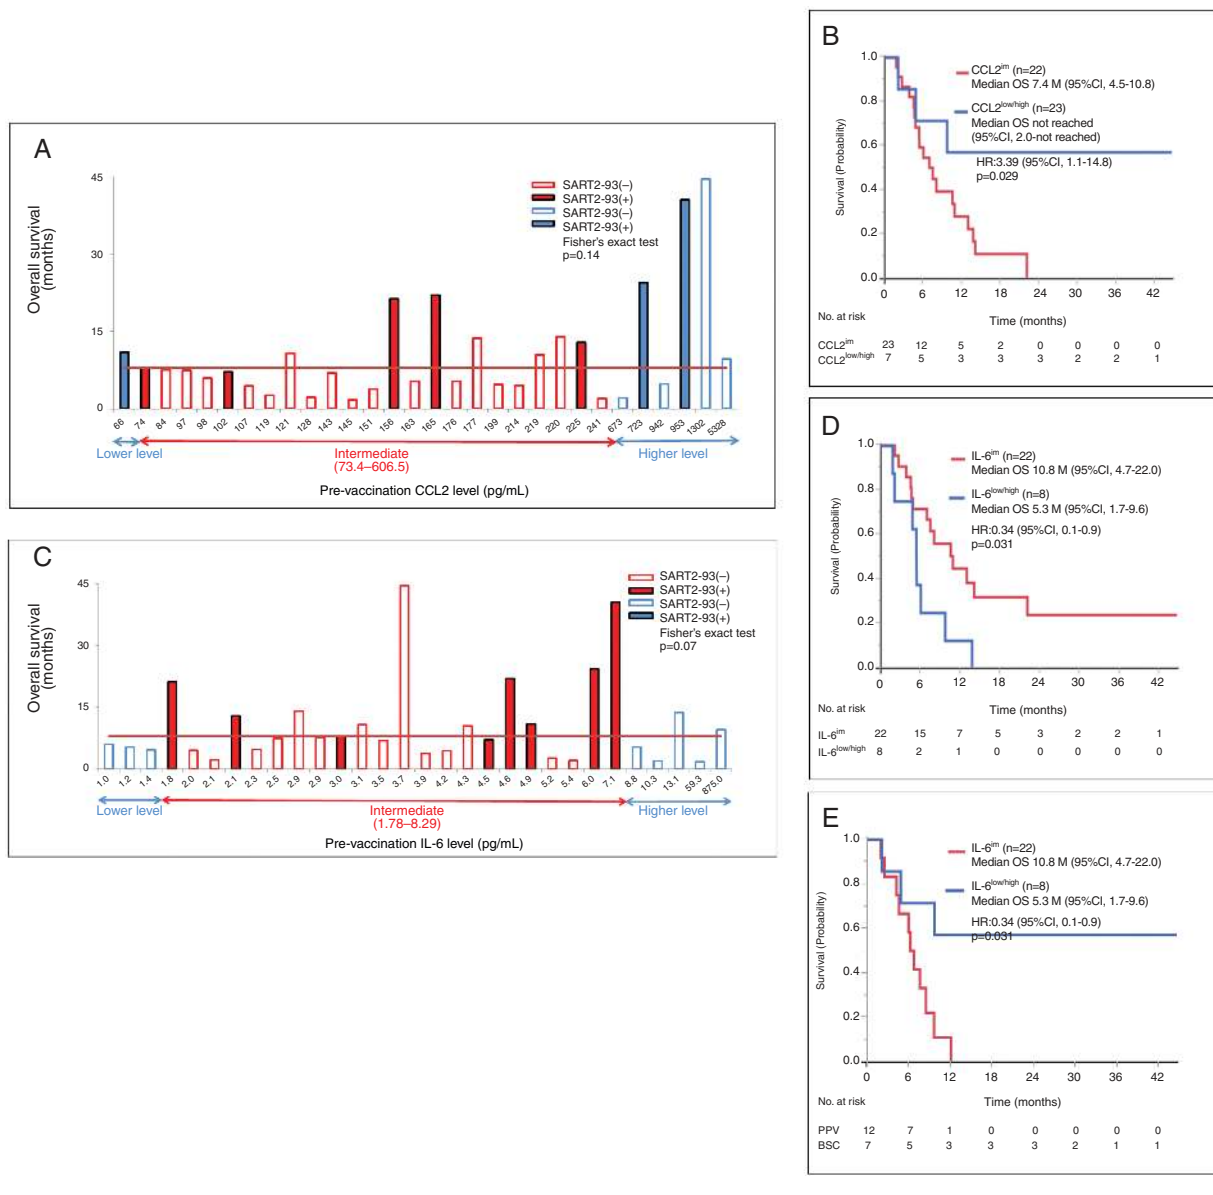 A
Overall survival
(months)
45
30
15
0
SART2-93(–)
SART2-93(+)
SART2-93(–)
SART2-93(+)
Fisher's exact test
p=0.14
66 74 84 97 98 102 107 119 121 128 143 145 151 156 163 165 176 177 199 214 219 220 225 241 673 723 942 953 1302 5328
Lower level
Intermediate
(73.4–606.5)
Higher level
Pre-vaccination CCL2 level (pg/mL)
B
Survival (Probability)
1.0
0.8
0.6
0.4
0.2
0.0
CCL2im (n=22)
Median OS 7.4 M (95%CI, 4.5-10.8)
CCL2low/high (n=23)
Median OS not reached
(95%CI, 2.0-not reached)
HR:3.39 (95%CI, 1.1-14.8)
p=0.029
0 6 12 18 24 30 36 42
No. at risk
Time (months)
CCL2im 23 12 5 2 0 0 0 0
CCL2low/high 7 5 3 3 3 2 2 1
C
Overall survival
(months)
45
30
15
0
SART2-93(–)
SART2-93(+)
SART2-93(–)
SART2-93(+)
Fisher's exact test
p=0.07
1.0 1.2 1.4 1.8 2.0 2.1 2.1 2.3 2.5 2.9 2.9 3.0 3.1 3.5 3.7 3.9 4.2 4.3 4.5 4.6 4.9 5.2 5.4 6.0 7.1 8.8 10.3 13.1 59.3 875.0
Lower level
Intermediate
(1.78–8.29)
Higher level
Pre-vaccination IL-6 level (pg/mL)
D
Survival (Probability)
1.0
0.8
0.6
0.4
0.2
0.0
IL-6im (n=22)
Median OS 10.8 M (95%CI, 4.7-22.0)
IL-6low/high (n=8)
Median OS 5.3 M (95%CI, 1.7-9.6)
HR:0.34 (95%CI, 0.1-0.9)
p=0.031
0 6 12 18 24 30 36 42
No. at risk
Time (months)
IL-6im 22 15 7 5 3 2 2 1
IL-6low/high 8 2 1 0 0 0 0 0
E
Survival (Probability)
1.0
0.8
0.6
0.4
0.2
0.0
IL-6im (n=22)
Median OS 10.8 M (95%CI, 4.7-22.0)
IL-6low/high (n=8)
Median OS 5.3 M (95%CI, 1.7-9.6)
HR:0.34 (95%CI, 0.1-0.9)
p=0.031
0 6 12 18 24 30 36 42
No. at risk
Time (months)
PPV 12 7 1 0 0 0 0 0
BSC 7 5 3 3 3 2 1 1